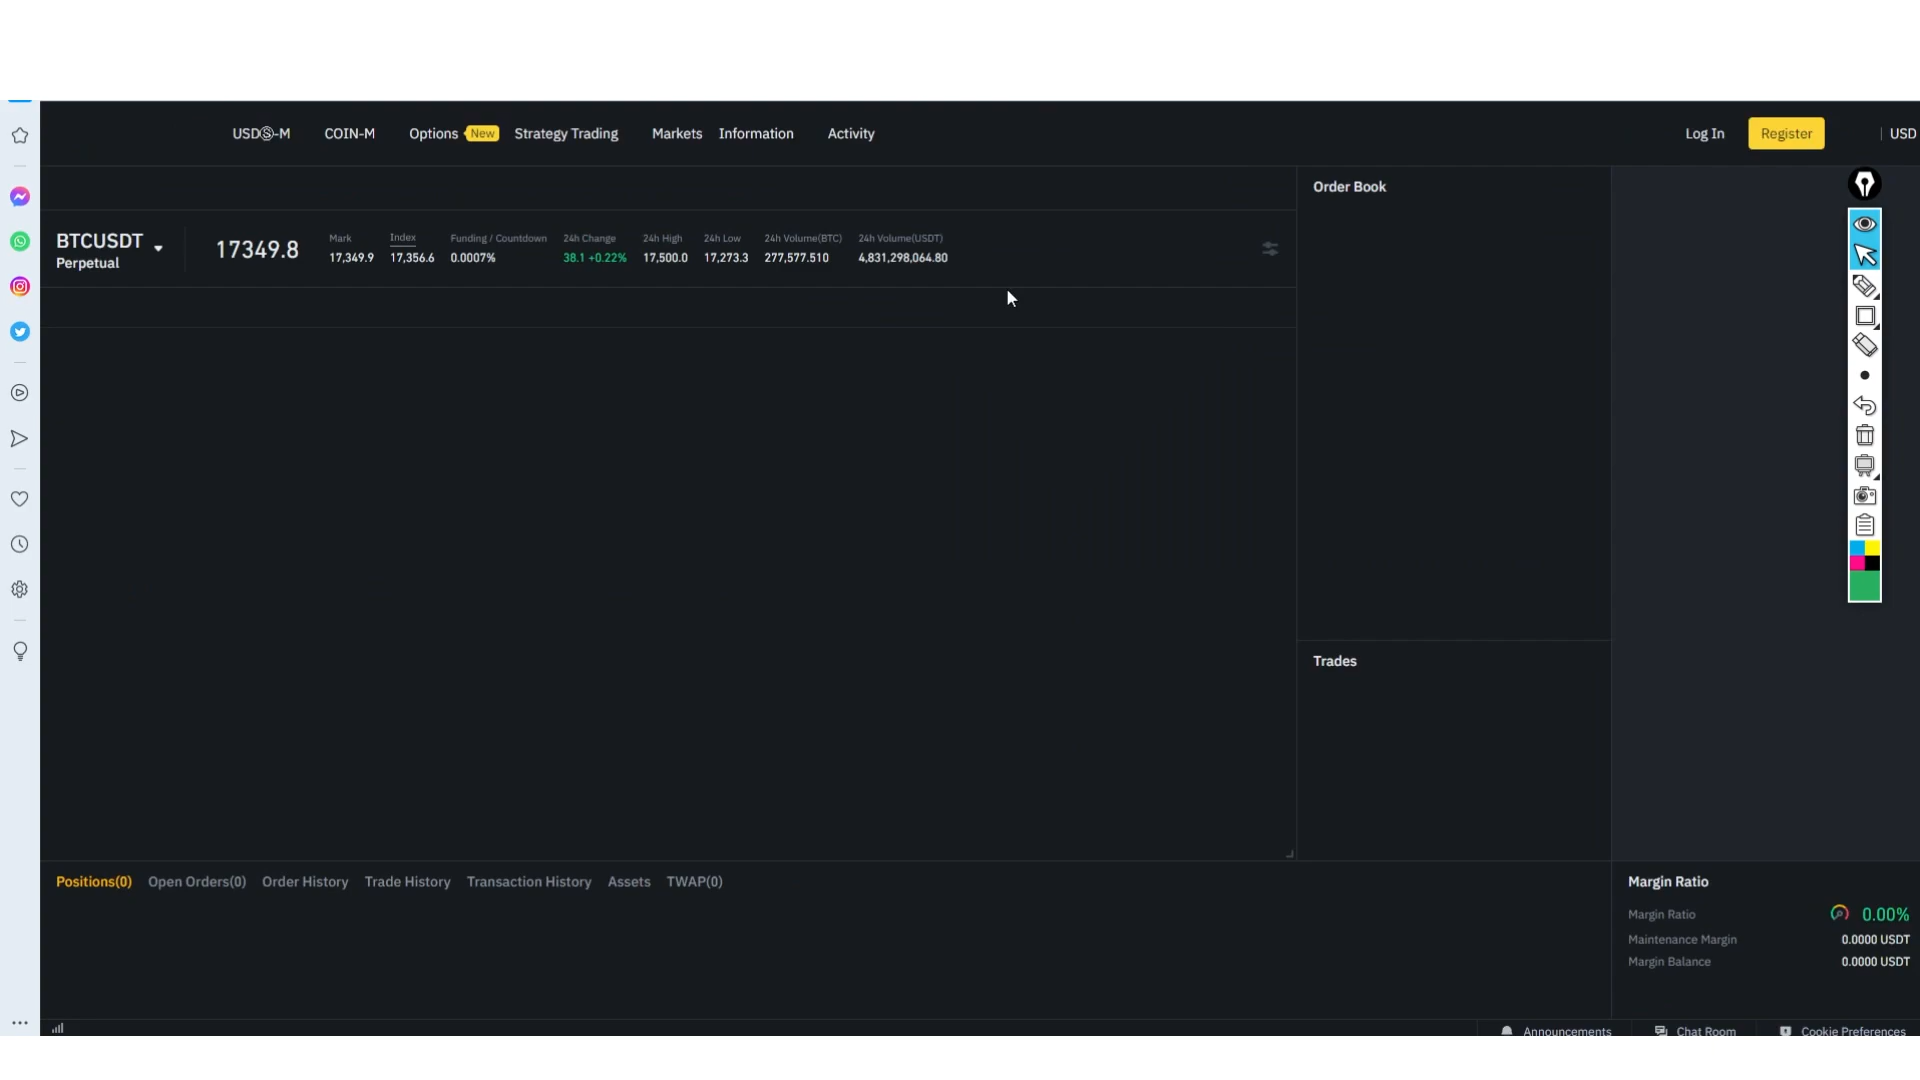 USDⓈ-M COIN-M Options New Strategy Trading Markets Information Activity Log In Register USD
Order Book
BTCUSDT
Perpetual
17349.8
Mark Index Funding / Countdown 24h Change 24h High 24h Low 24h Volume(BTC) 24h Volume(USDT)
17,349.9 17,356.6 0.0007% 38.1 +0.22% 17,500.0 17,273.3 277,577.510 4,831,298,064.80
Trades
Positions(0) Open Orders(0) Order History Trade History Transaction History Assets TWAP(0)
Margin Ratio
Margin Ratio 0.00%
Maintenance Margin 0.0000 USDT
Margin Balance 0.0000 USDT
Announcements Chat Room Cookie Preferences